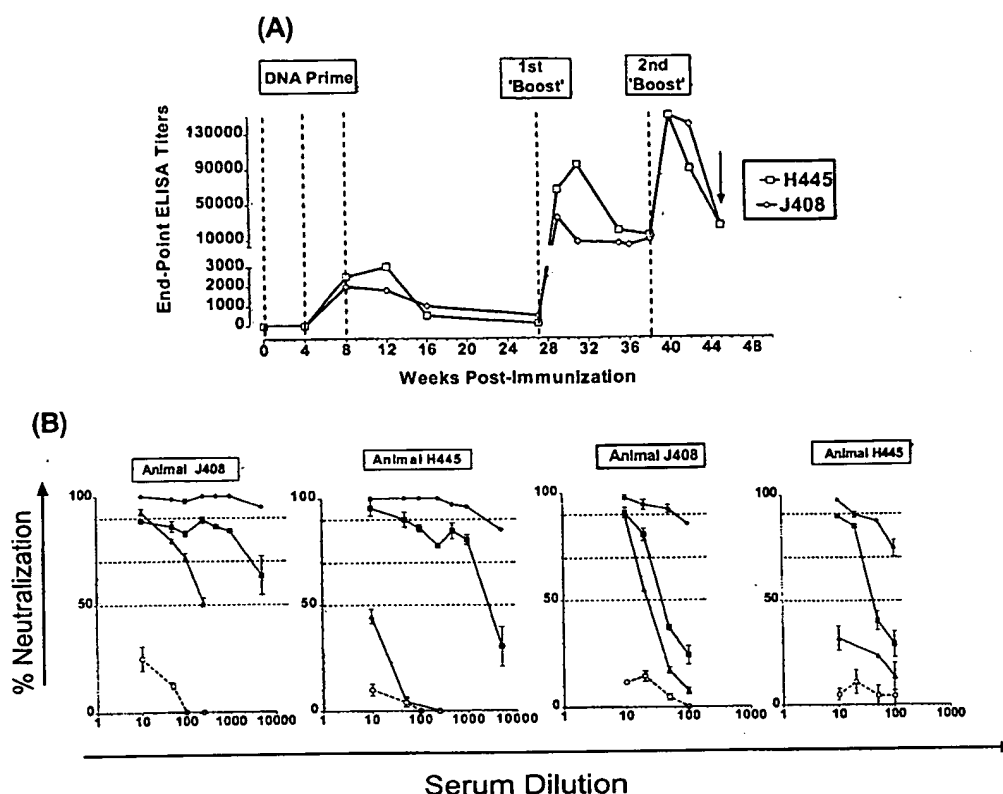 (A)
DNA Prime
1st 'Boost'
2nd 'Boost'
End-Point ELISA Titers
130000
90000
50000
10000
3000
2000
1000
0
H445
J408
0 4 8 12 16 20 24 28 32 36 40 44 48
Weeks Post-Immunization
(B)
% Neutralization
Animal J408
100
50
0
1 10 100 1000 10000
Animal H445
100
50
0
1 10 100 1000 10000
Animal J408
100
50
0
1 10 100 1000
Animal H445
100
50
0
1 10 100 1000
Serum Dilution